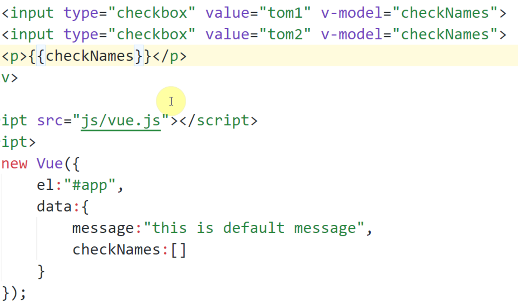 <input type="checkbox" value="tom1" v-model="checkNames">
<input type="checkbox" value="tom2" v-model="checkNames">
<p>{{checkNames}}</p>
v>
ipt src="js/vue.js"></script>
ipt>
new Vue({
el:"#app",
data:{
message:"this is default message",
checkNames:[]
}
});